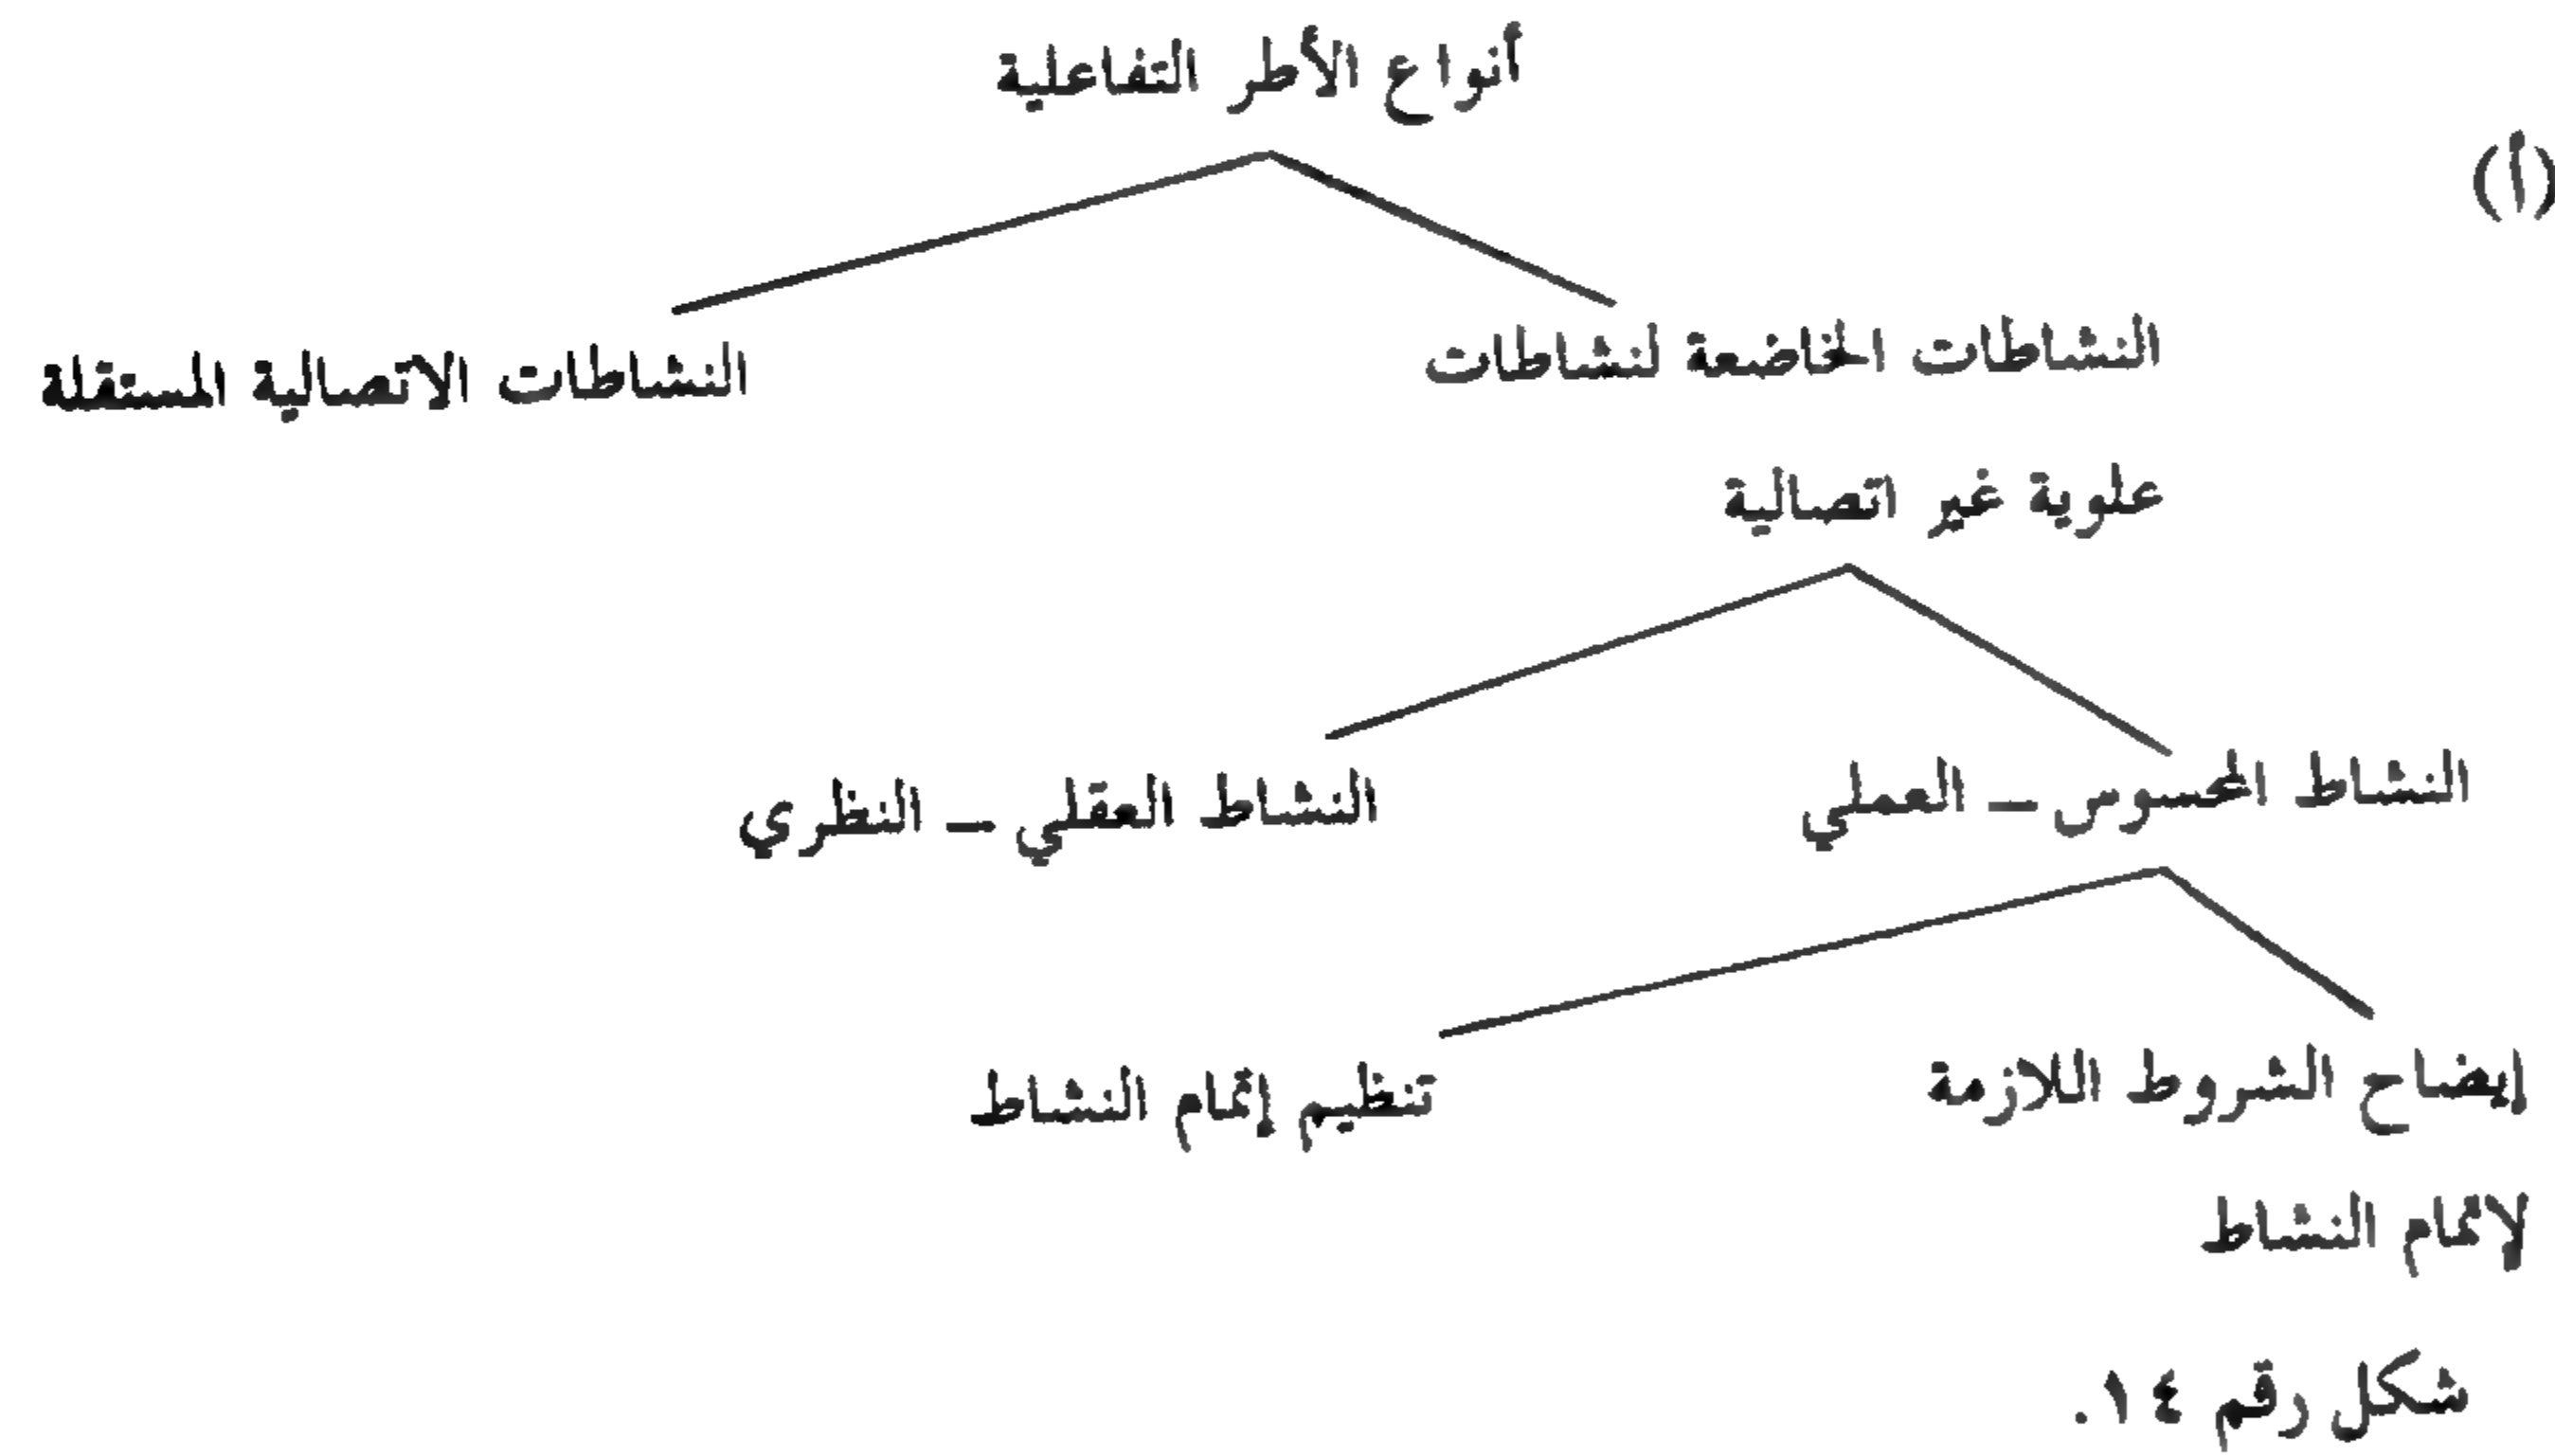 أنواع الأطر التفاعلية
(أ)
النشاطات الخاضعة لنشاطات
علوية غير اتصالية
النشاطات الاتصالية المستقلة
النشاط المحسوس – العملي
النشاط العقلي – النظري
إيضاح الشروط اللازمة
لاتمام النشاط
تنظيم إتمام النشاط
شكل رقم ١٤.